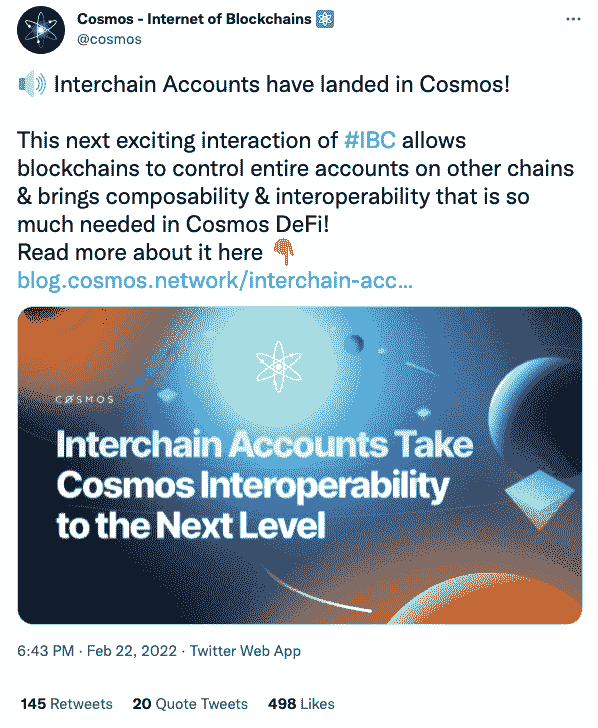 Cosmos - Internet of Blockchains ⚛️
@cosmos
🔊 Interchain Accounts have landed in Cosmos!
This next exciting interaction of #IBC allows
blockchains to control entire accounts on other chains
& brings composability & interoperability that is so
much needed in Cosmos DeFi!
Read more about it here 👇🏾
blog.cosmos.network/interchain-acc...
CØSMOS
Interchain Accounts Take
Cosmos Interoperability
to the Next Level
6:43 PM · Feb 22, 2022 · Twitter Web App
145 Retweets 20 Quote Tweets 498 Likes